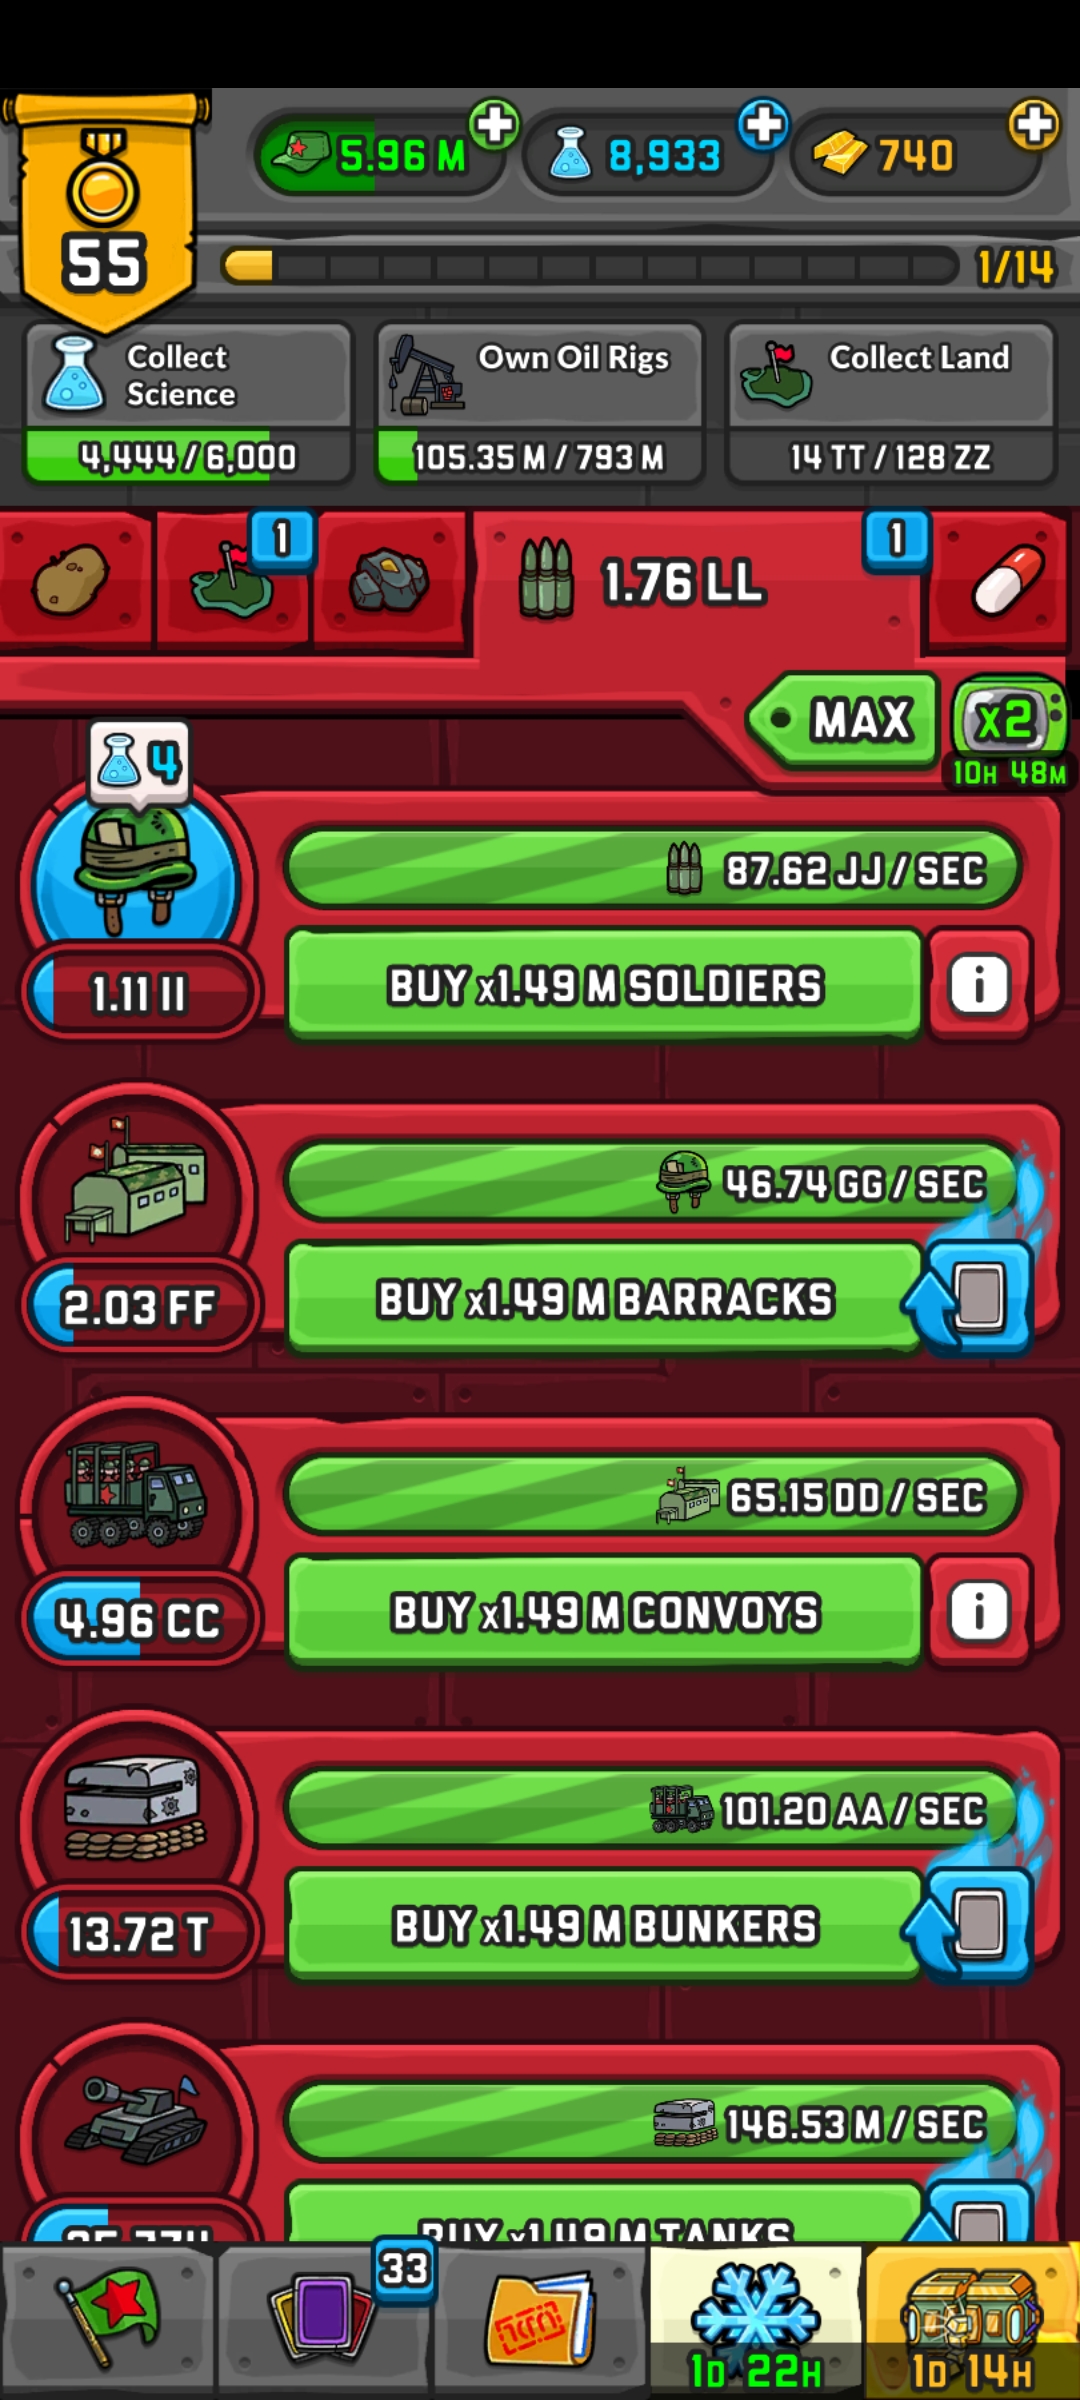 55
5.96 M
8,933
740
1/14
Collect
Science
4,444 / 6,000
Own Oil Rigs
105.35 M / 793 M
Collect Land
14 TT / 128 ZZ
1
1.76 LL
1
MAX
x2
10H 48M
4
87.62 JJ / SEC
1.11 II
BUY x1.49 M SOLDIERS
i
46.74 GG / SEC
2.03 FF
BUY x1.49 M BARRACKS
65.15 DD / SEC
4.96 CC
BUY x1.49 M CONVOYS
i
101.20 AA / SEC
13.72 T
BUY x1.49 M BUNKERS
146.53 M / SEC
BUY x1.49 M TANKS
33
1D 22H
1D 14H